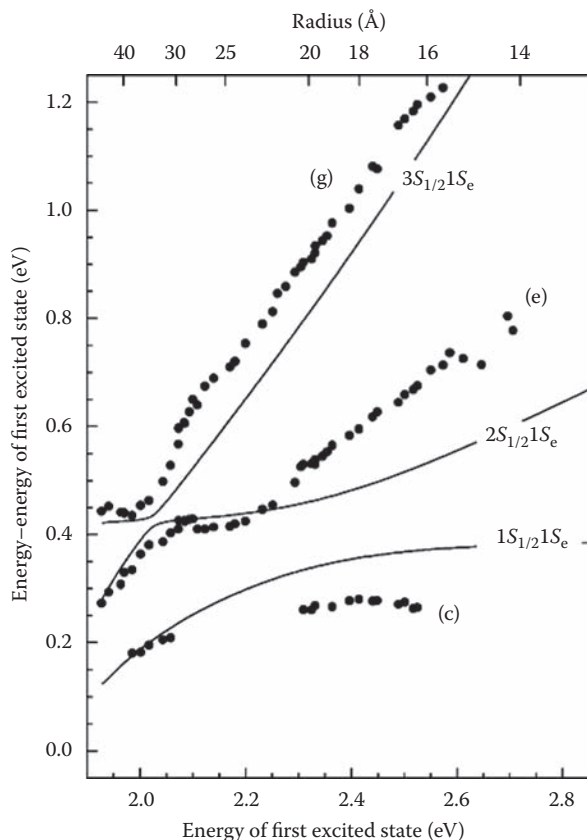 Radius (Å)
40 30 25 20 18 16 14
1.2
1.0
0.8
0.6
0.4
0.2
0.0
Energy–energy of first excited state (eV)
(g)
3S1/21Se
(e)
2S1/21Se
1S1/21Se
(c)
2.0 2.2 2.4 2.6 2.8
Energy of first excited state (eV)